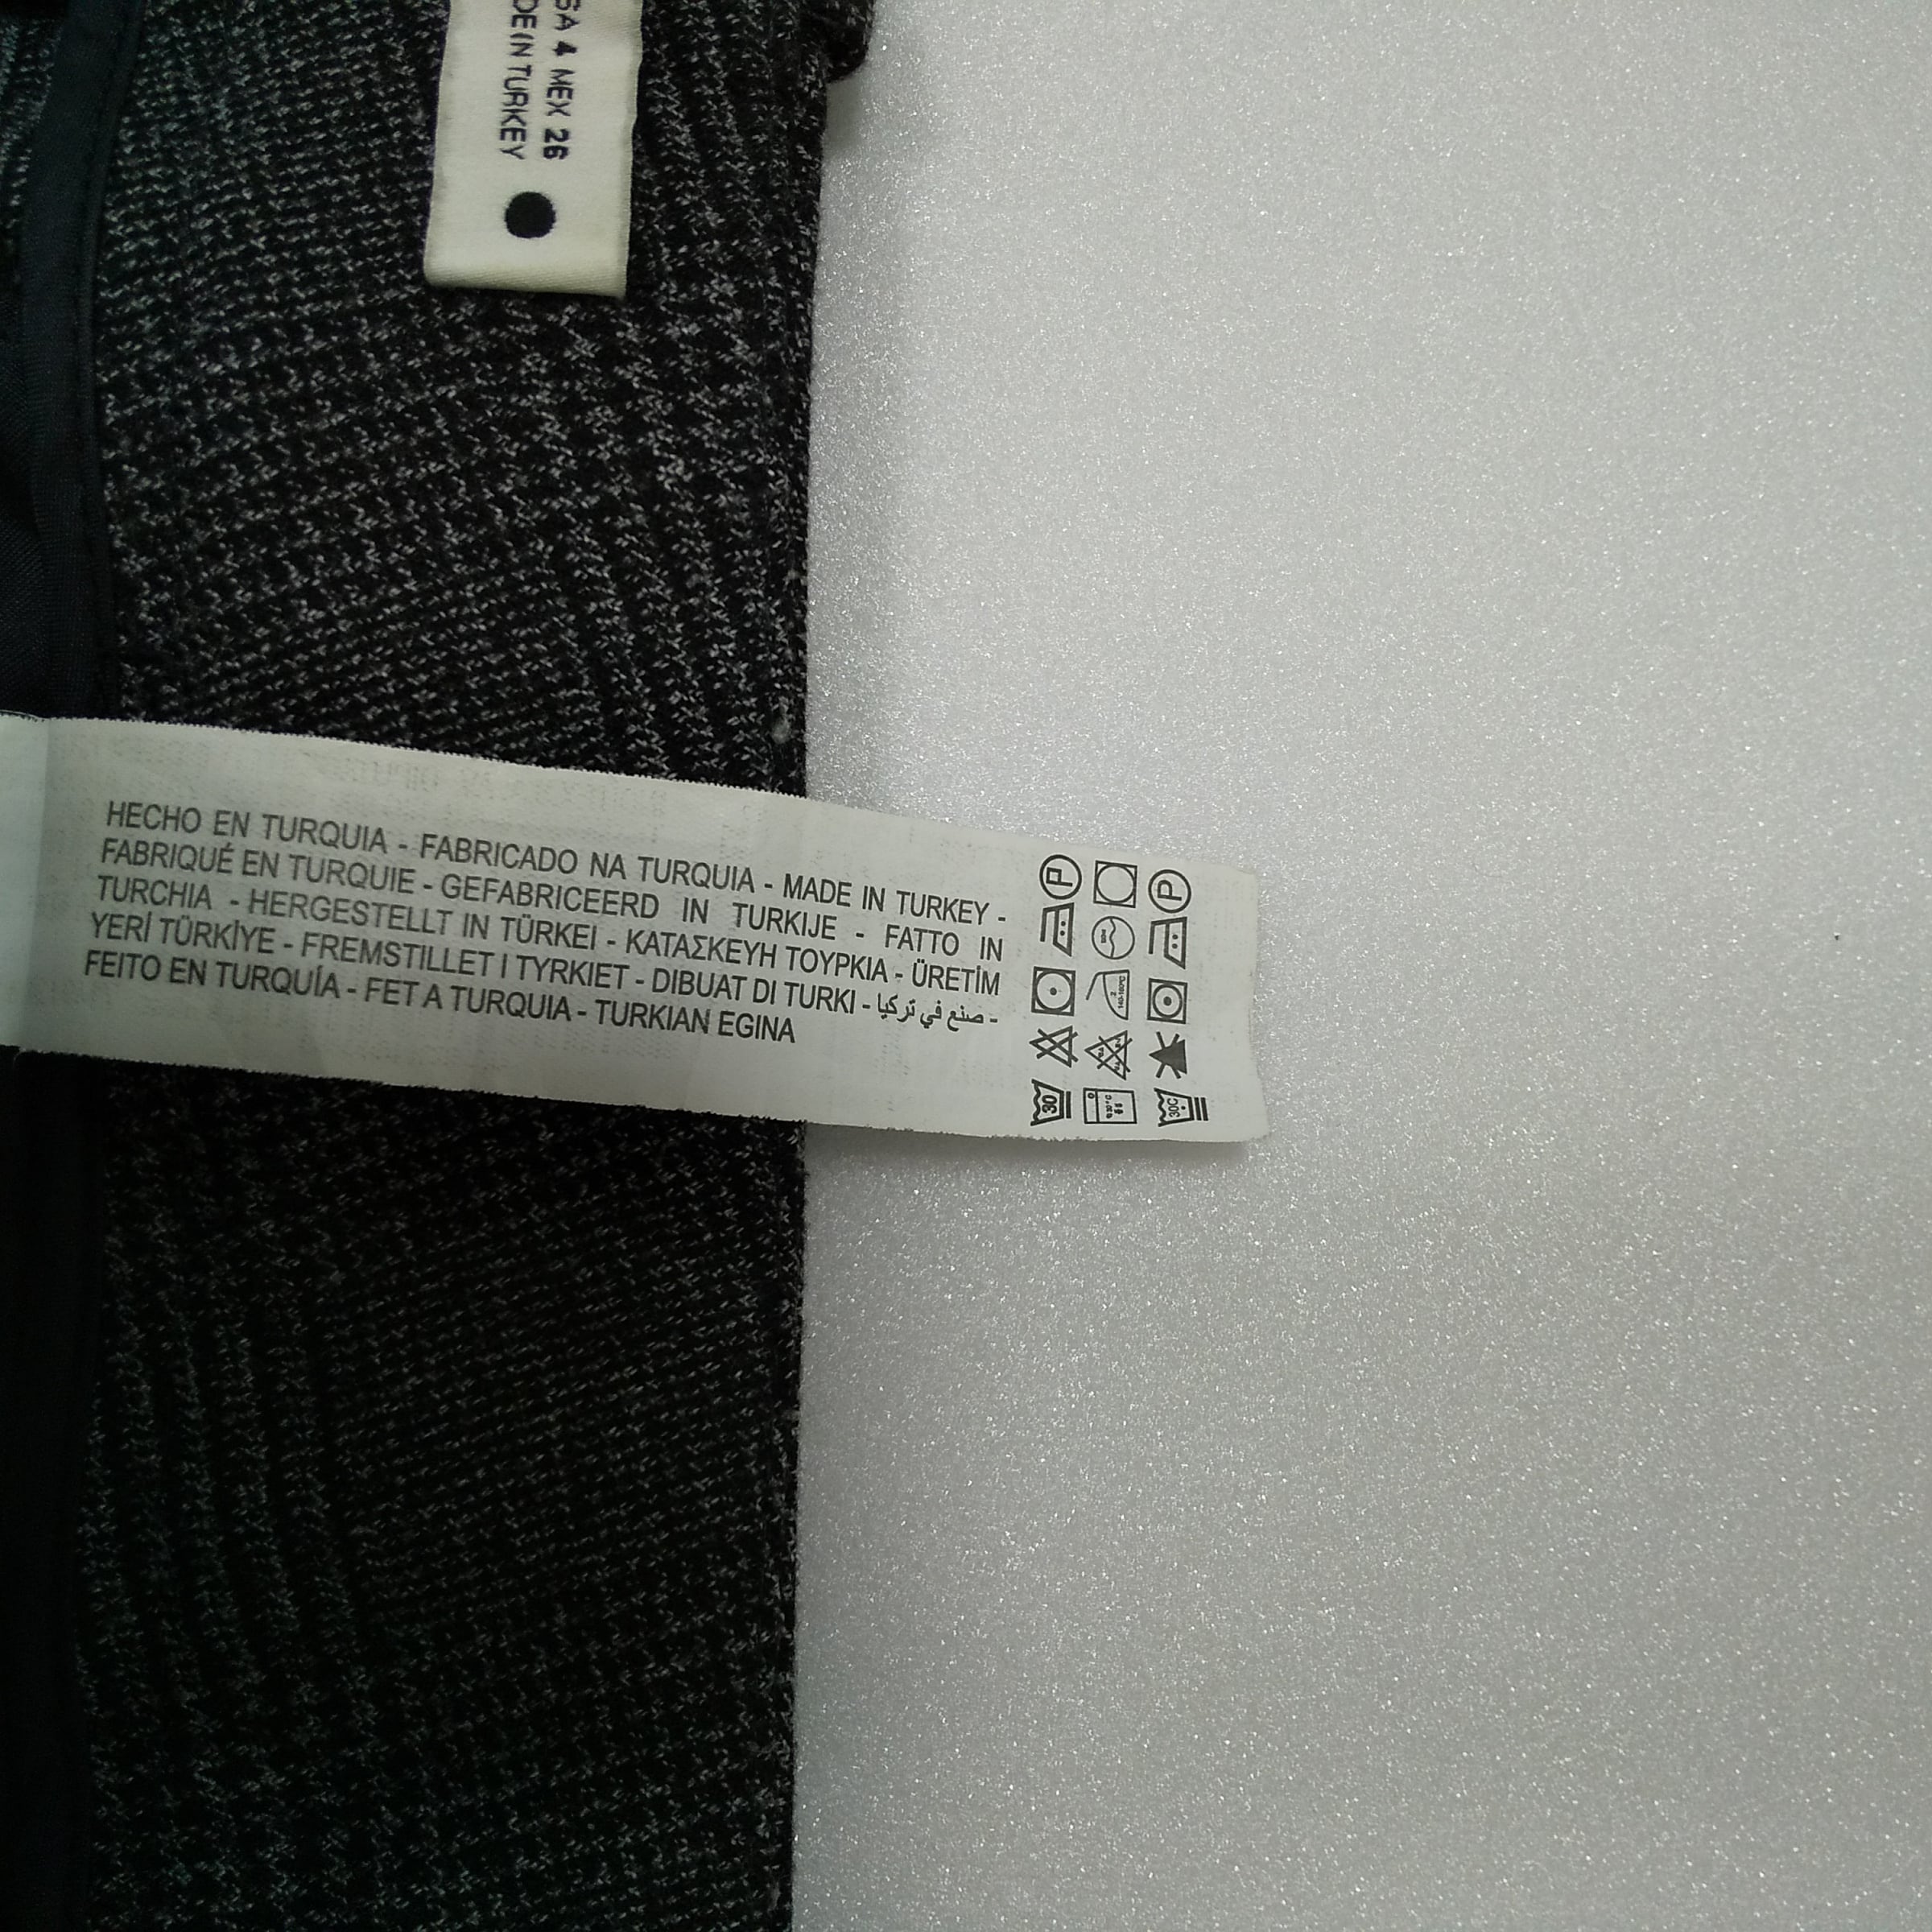 SA 4 MEX 26
DE IN TURKEY
HECHO EN TURQUIA - FABRICADO NA TURQUIA - MADE IN TURKEY -
FABRIQUÉ EN TURQUIE - GEFABRICEERD IN TURKIJE - FATTO IN
TURCHIA - HERGESTELLT IN TÜRKEI - ΚΑΤΑΣΚΕΥΗ ΤΟΥΡΚΙΑ - ÜRETİM
YERİ TÜRKİYE - FREMSTILLET I TYRKIET - DIBUAT DI TURKI - صنع في تركيا -
FEITO EN TURQUÍA - FET A TURQUIA - TURKIAN EGINA
P P
30 30C